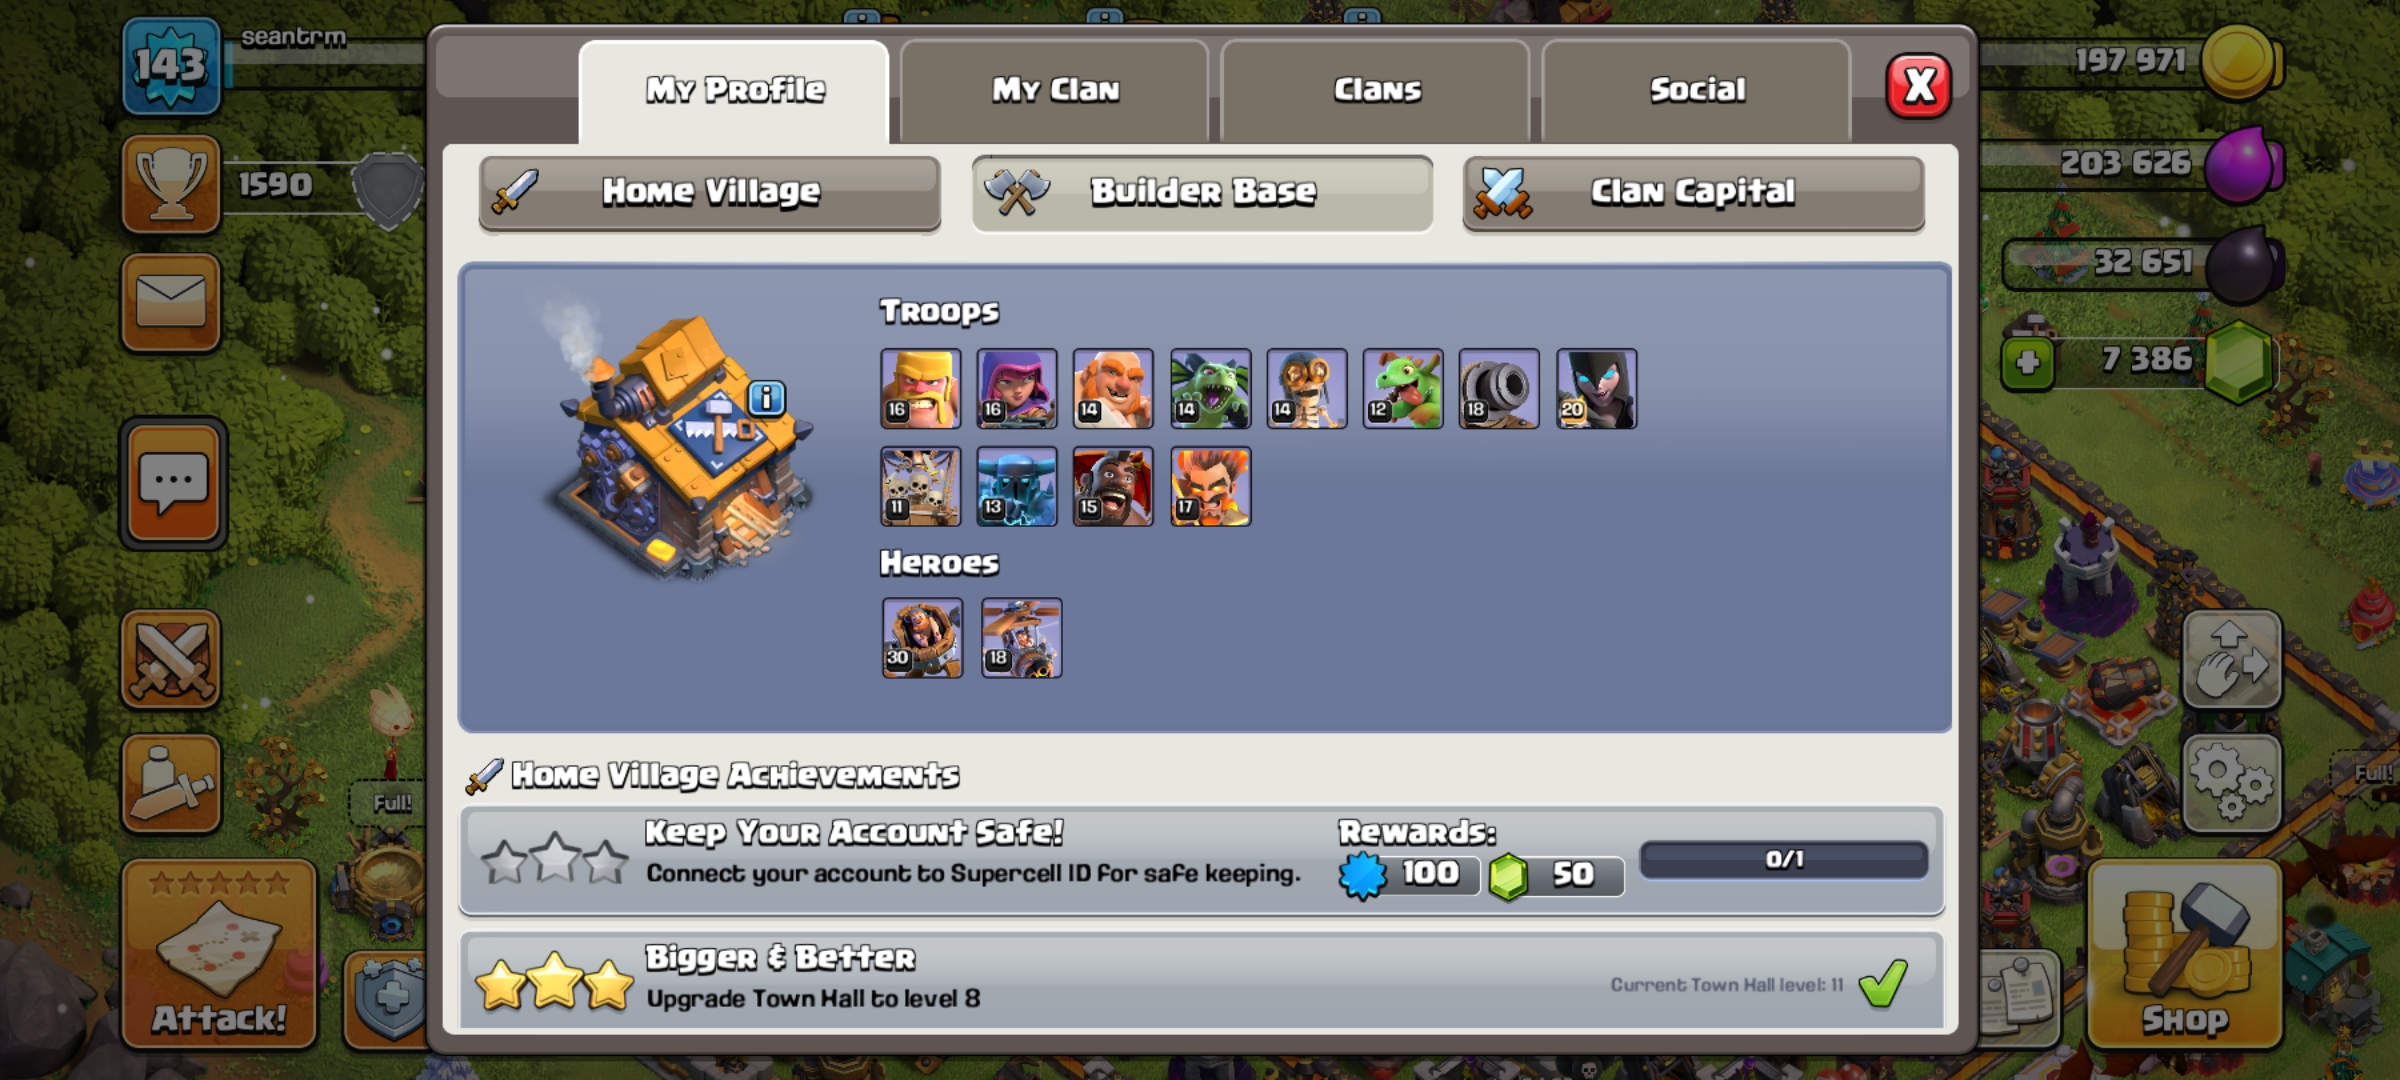 143
seantrm
My Profile
My Clan
Clans
Social
X
197 971
1590
Home Village
Builder Base
Clan Capital
203 626
32 651
7 386
Troops
16
16
14
14
14
12
18
20
11
13
15
17
Heroes
30
18
Full!
Full!
Home Village Achievements
Keep Your Account Safe!
Connect your account to Supercell ID for safe keeping.
Rewards:
100
50
0/1
Bigger & Better
Upgrade Town Hall to level 8
Current Town Hall level: 11
Attack!
Shop